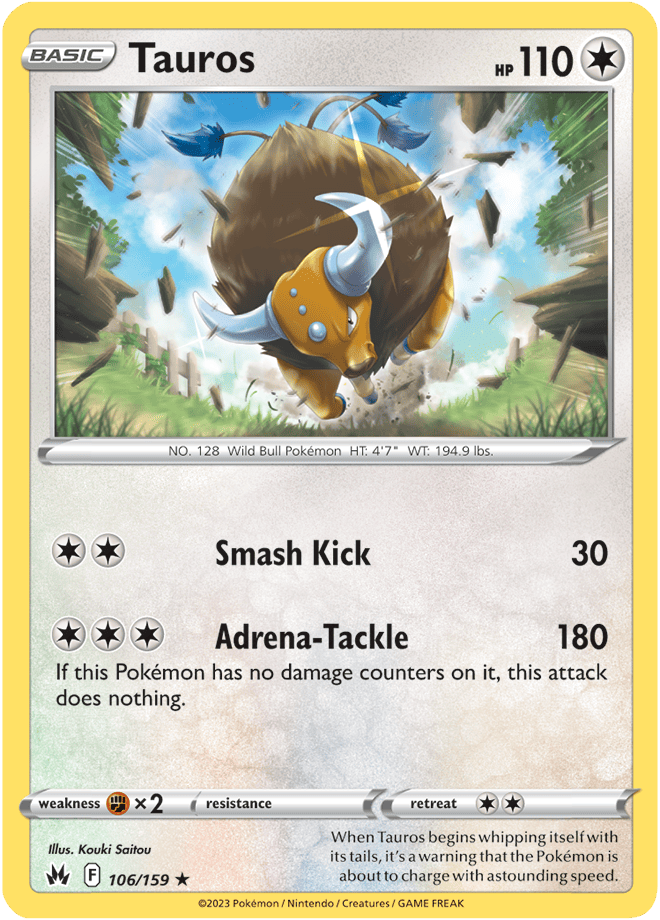 BASIC Tauros HP 110
NO. 128 Wild Bull Pokémon HT: 4'7" WT: 194.9 lbs.
Smash Kick 30
Adrena-Tackle 180
If this Pokémon has no damage counters on it, this attack
does nothing.
weakness ×2 resistance retreat
Illus. Kouki Saitou
F 106/159 ★
When Tauros begins whipping itself with
its tails, it's a warning that the Pokémon is
about to charge with astounding speed.
©2023 Pokémon / Nintendo / Creatures / GAME FREAK